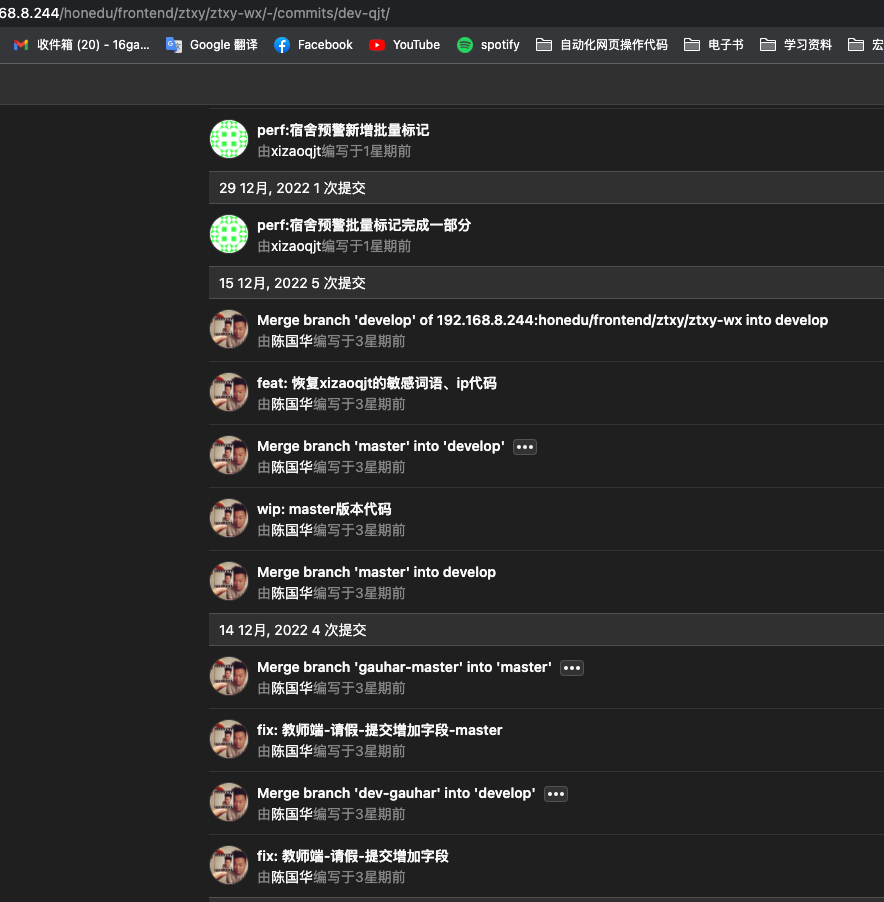 68.8.244/honedu/frontend/ztxy/ztxy-wx/-/commits/dev-qjt/
收件箱 (20) - 16ga... Google 翻译 Facebook YouTube spotify 自动化网页操作代码 电子书 学习资料 宏
perf:宿舍预警新增批量标记
由xizaoqjt编写于1星期前
29 12月, 2022 1 次提交
perf:宿舍预警批量标记完成一部分
由xizaoqjt编写于1星期前
15 12月, 2022 5 次提交
Merge branch 'develop' of 192.168.8.244:honedu/frontend/ztxy/ztxy-wx into develop
由陈国华编写于3星期前
feat: 恢复xizaoqjt的敏感词语、ip代码
由陈国华编写于3星期前
Merge branch 'master' into 'develop'
由陈国华编写于3星期前
wip: master版本代码
由陈国华编写于3星期前
Merge branch 'master' into develop
由陈国华编写于3星期前
14 12月, 2022 4 次提交
Merge branch 'gauhar-master' into 'master'
由陈国华编写于3星期前
fix: 教师端-请假-提交增加字段-master
由陈国华编写于3星期前
Merge branch 'dev-gauhar' into 'develop'
由陈国华编写于3星期前
fix: 教师端-请假-提交增加字段
由陈国华编写于3星期前